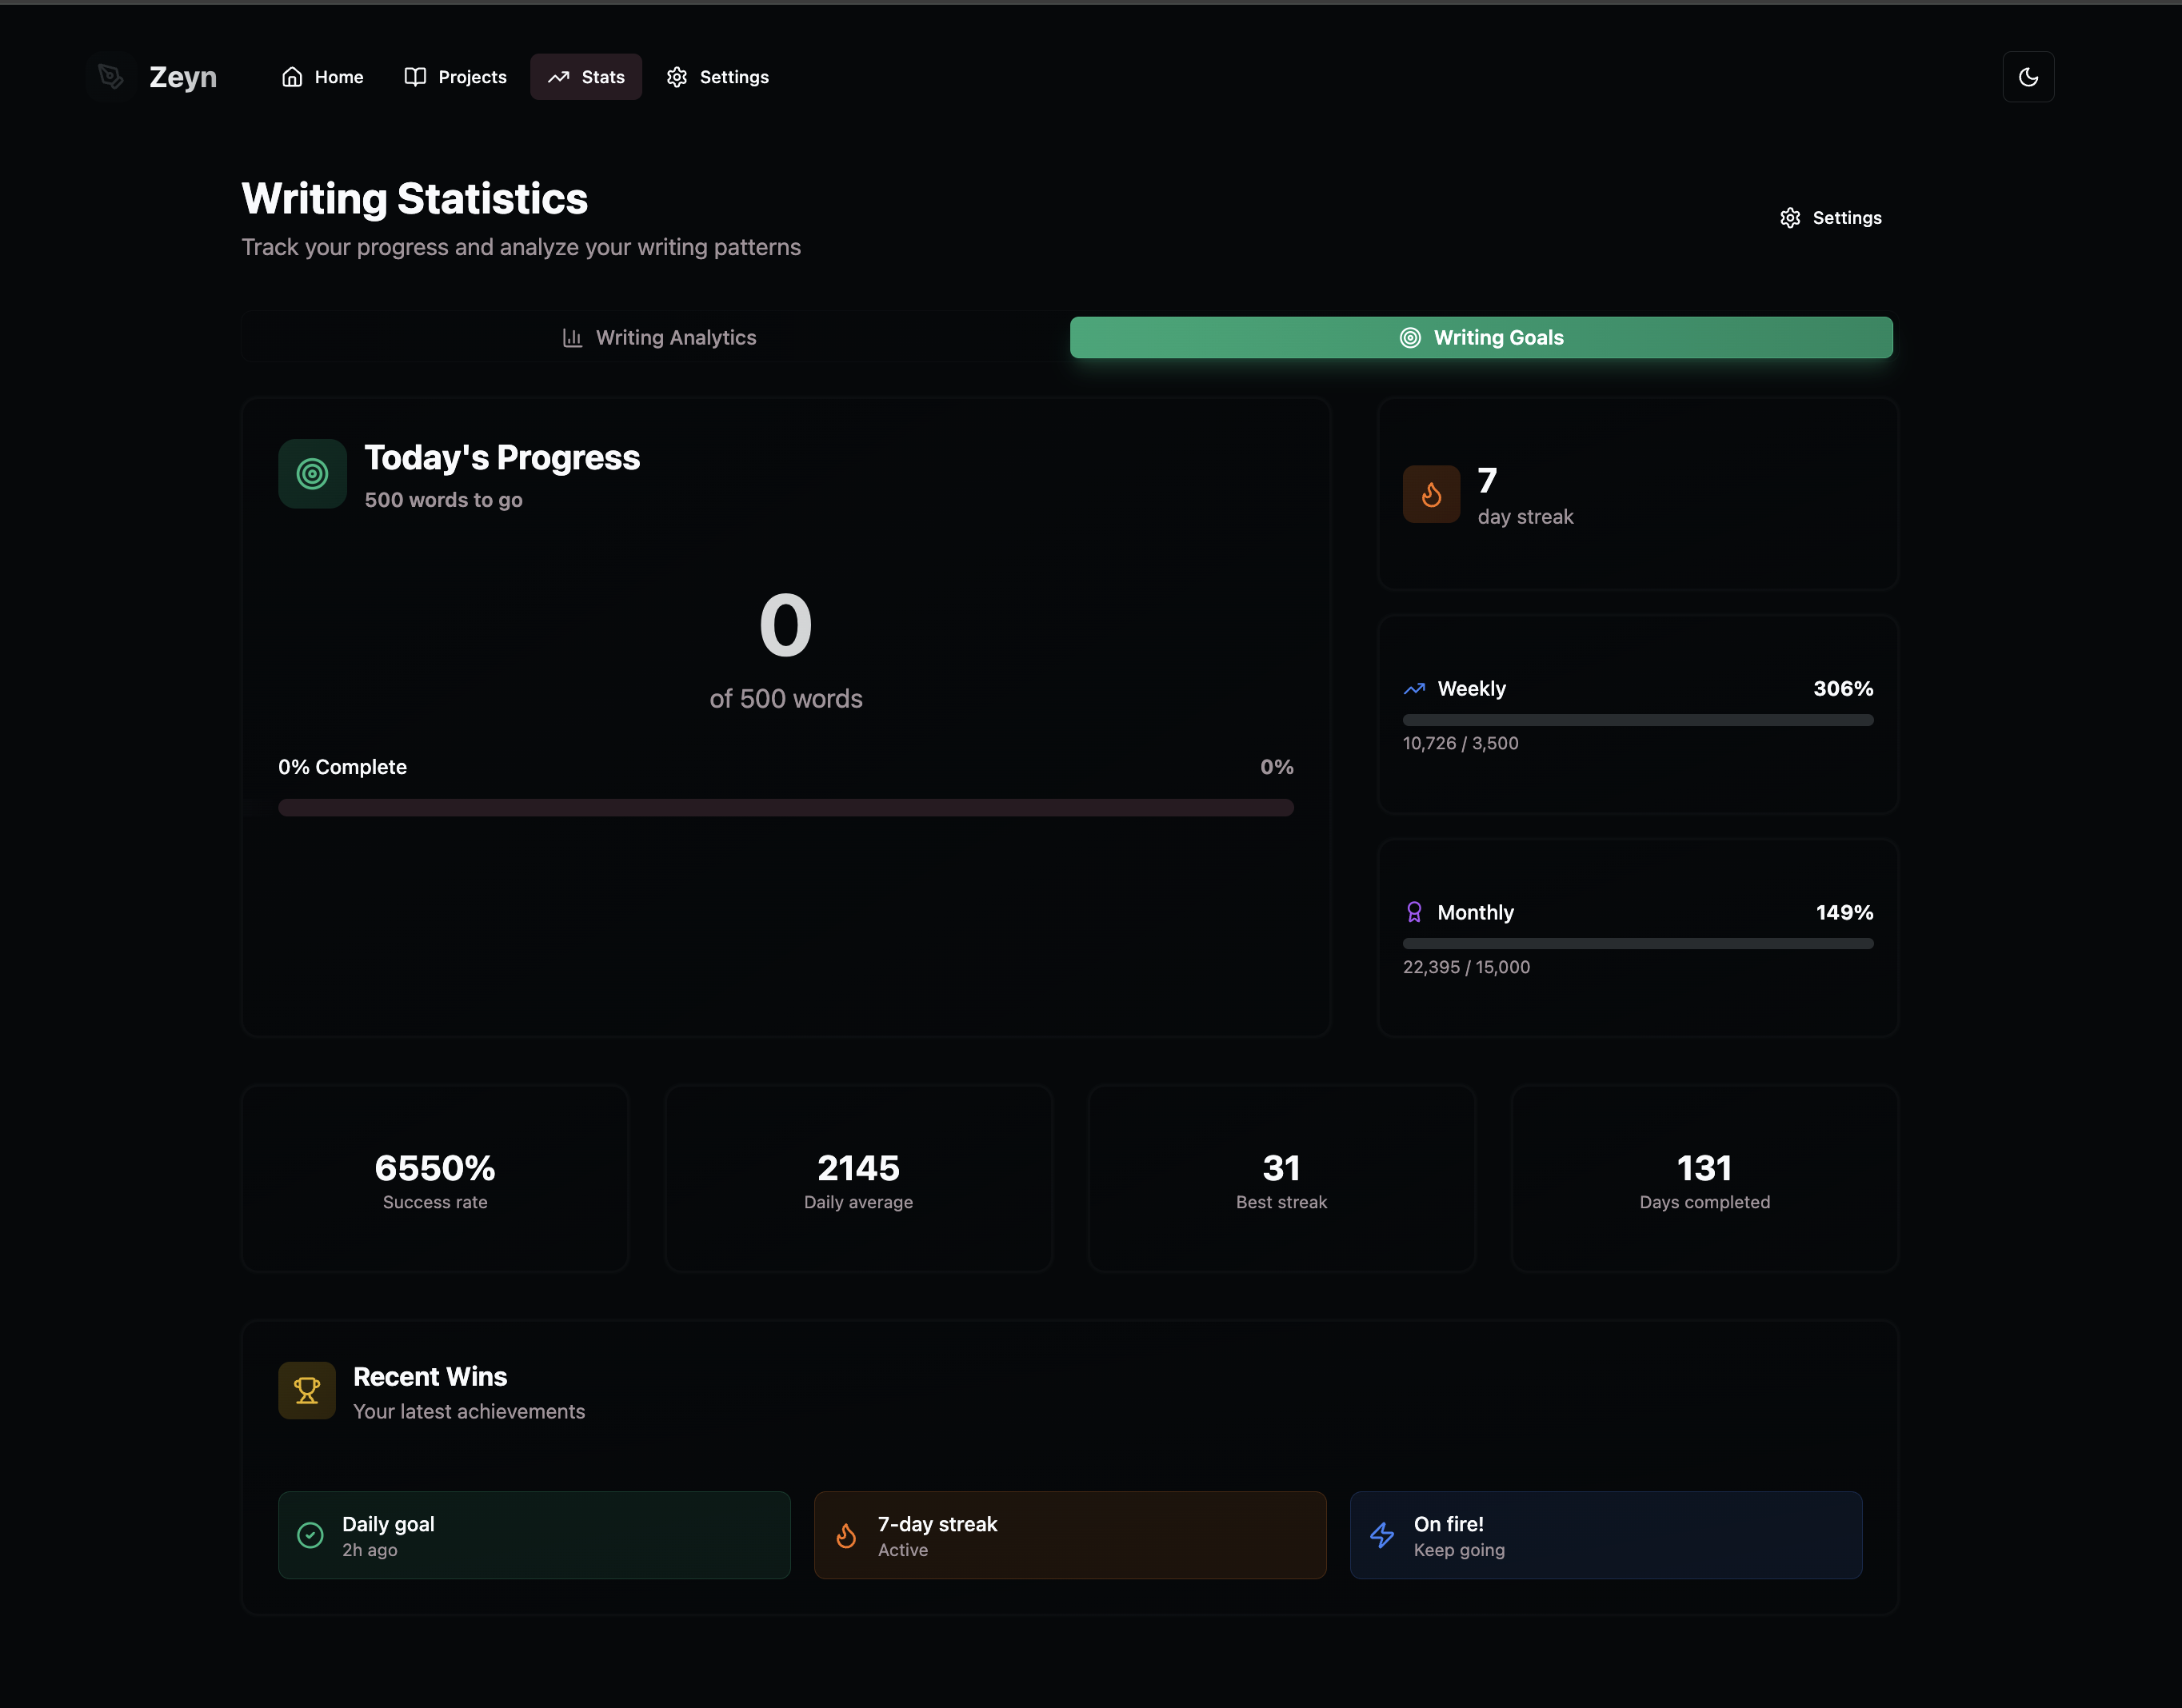 Zeyn
Home
Projects
Stats
Settings
Writing Statistics
Track your progress and analyze your writing patterns
Settings
Writing Analytics
Writing Goals
Today's Progress
500 words to go
0
of 500 words
0% Complete
0%
7
day streak
Weekly
306%
10,726 / 3,500
Monthly
149%
22,395 / 15,000
6550%
Success rate
2145
Daily average
31
Best streak
131
Days completed
Recent Wins
Your latest achievements
Daily goal
2h ago
7-day streak
Active
On fire!
Keep going